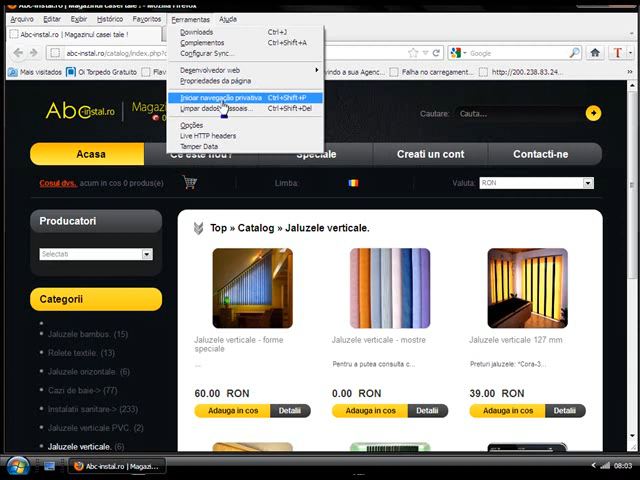 Abc-instal.ro | Magazinul casei tale ! - Mozilla Firefox
Arquivo Editar Exibir Histórico Favoritos Ferramentas Ajuda
Abc-instal.ro | Magazinul casei tale !
Downloads Ctrl+J
Complementos Ctrl+Shift+A
Configurar Sync...
Desenvolvedor web
Propriedades da página
Iniciar navegação privativa Ctrl+Shift+P
Limpar dados pessoais... Ctrl+Shift+Del
Opções
Live HTTP headers
Tamper Data
abc-instal.ro/catalog/index.php?c
Google
Mais visitados Oi Torpedo Gratuito
vindo a sua Agenc... Falha no carregament... http://200.238.83.24...
Abc-instal.ro
Magazi
Cautare: Cauta...
Acasa Ce este nou? Speciale Creati un cont Contact-ne
Cosul dvs. acum in cos 0 produs(e) Limba: Valuta: RON
Producatori
Selectati
Categorii
Jaluzele bambus. (15)
Rolete textile. (13)
Jaluzele orizontale. (6)
Cazi de baie-> (77)
Instalatii sanitare-> (233)
Jaluzele verticale PVC. (2)
Jaluzele verticale. (6)
Top » Catalog » Jaluzele verticale.
Jaluzele verticale - forme speciale
...
60.00 RON
Adauga in cos Detalii
Jaluzele verticale - mostre
Pentru a putea consulta c...
0.00 RON
Adauga in cos Detalii
Jaluzele verticale 127 mm
Preturi jaluzele: "Cora-3...
39.00 RON
Adauga in cos Detalii
Abc-instal.ro | Magazi...
08:03